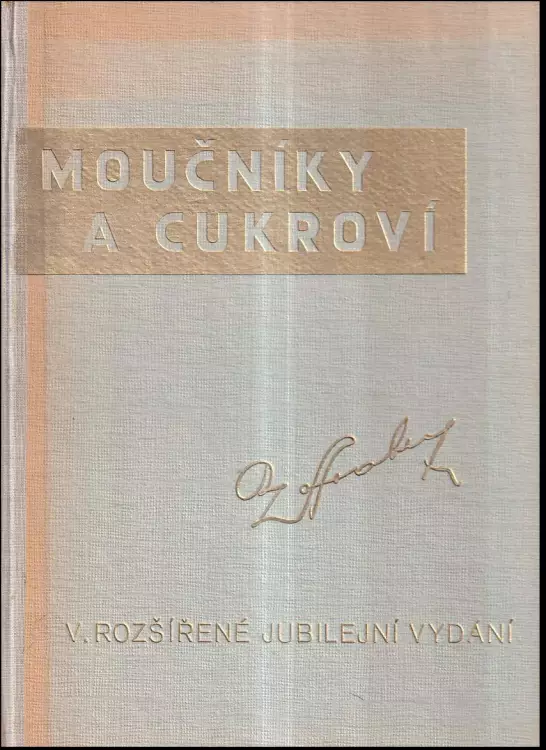 MOUČNÍKY
A CUKROVÍ
V. ROZŠÍŘENÉ JUBILEJNÍ VYDÁNÍ